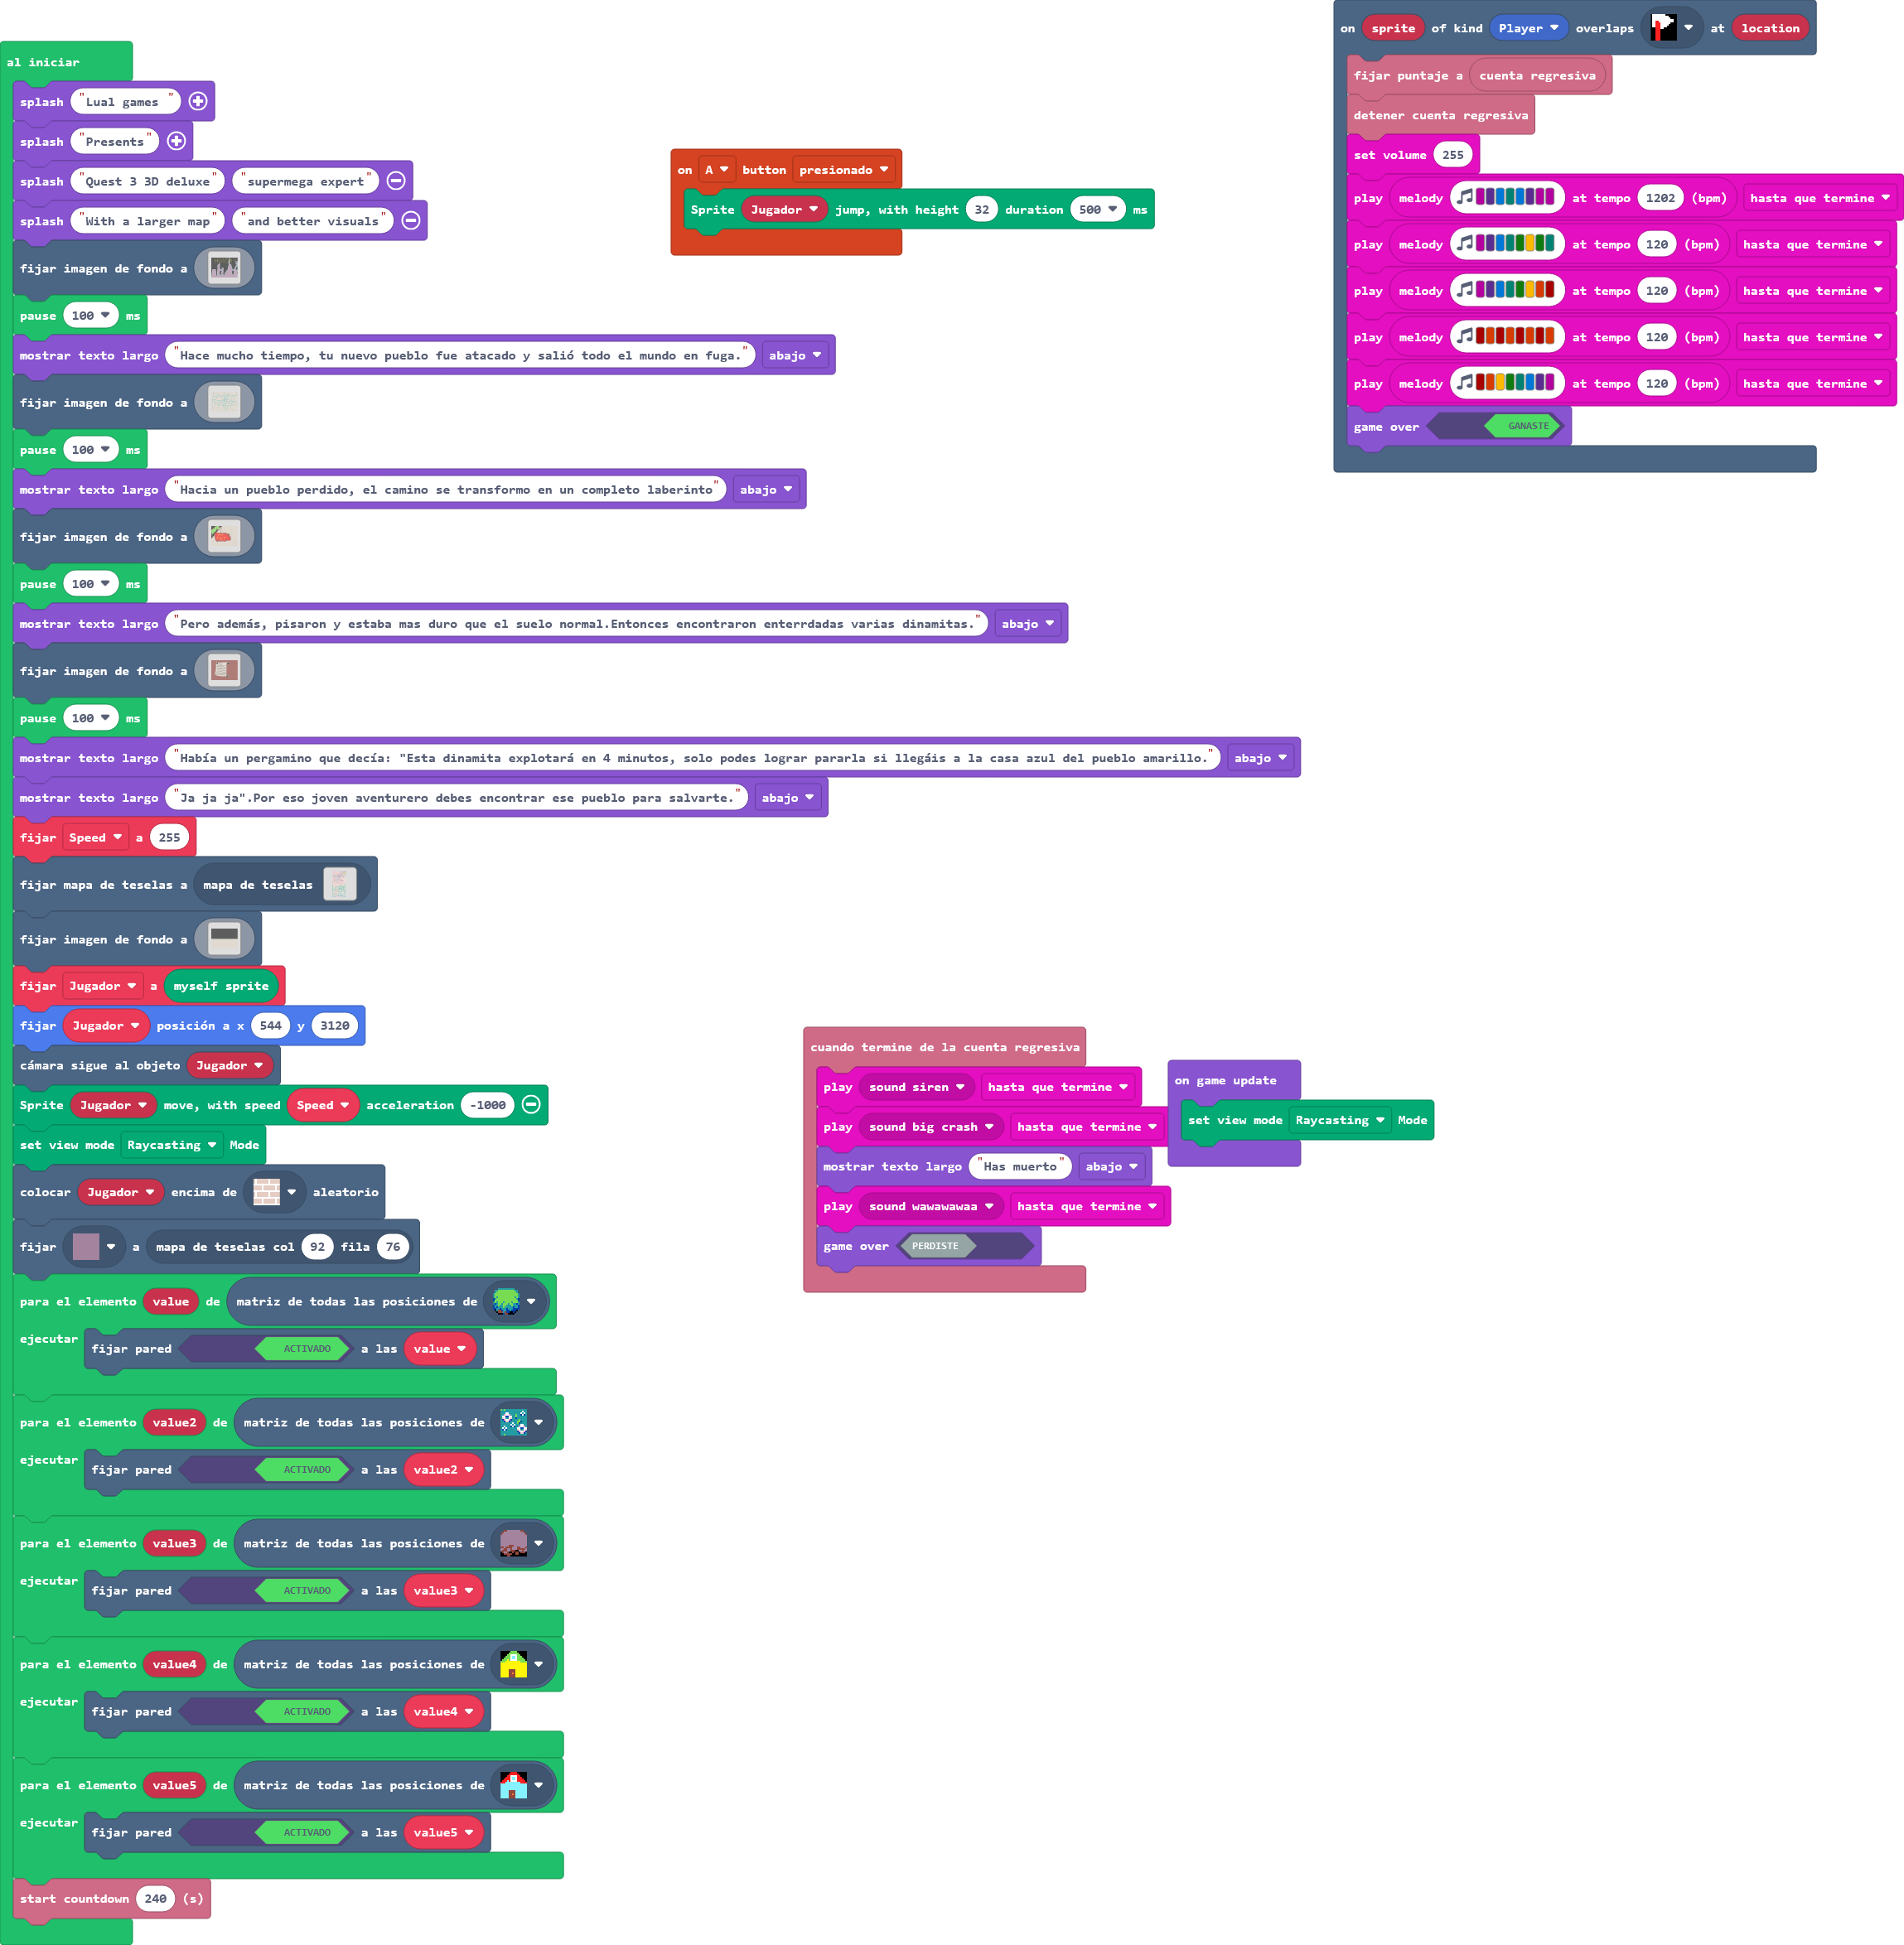 al iniciar
splash "Lual games "
splash "Presents"
splash "Quest 3 3D deluxe" "supermega expert"
splash "With a larger map" "and better visuals"
fijar imagen de fondo a
pause 100 ms
mostrar texto largo "Hace mucho tiempo, tu nuevo pueblo fue atacado y salió todo el mundo en fuga." abajo
fijar imagen de fondo a
pause 100 ms
mostrar texto largo "Hacia un pueblo perdido, el camino se transformo en un completo laberinto" abajo
fijar imagen de fondo a
pause 100 ms
mostrar texto largo "Pero además, pisaron y estaba mas duro que el suelo normal.Entonces encontraron enterrdadas varias dinamitas." abajo
fijar imagen de fondo a
pause 100 ms
mostrar texto largo "Había un pergamino que decía: "Esta dinamita explotará en 4 minutos, solo podes lograr pararla si llegáis a la casa azul del pueblo amarillo." abajo
mostrar texto largo "Ja ja ja".Por eso joven aventurero debes encontrar ese pueblo para salvarte." abajo
fijar Speed a 255
fijar mapa de teselas a mapa de teselas
fijar imagen de fondo a
fijar Jugador a myself sprite
fijar Jugador posición a x 544 y 3120
cámara sigue al objeto Jugador
Sprite Jugador move, with speed Speed acceleration -1000
set view mode Raycasting Mode
colocar Jugador encima de aleatorio
fijar a mapa de teselas col 92 fila 76
para el elemento value de matriz de todas las posiciones de
ejecutar fijar pared ACTIVADO a las value
para el elemento value2 de matriz de todas las posiciones de
ejecutar fijar pared ACTIVADO a las value2
para el elemento value3 de matriz de todas las posiciones de
ejecutar fijar pared ACTIVADO a las value3
para el elemento value4 de matriz de todas las posiciones de
ejecutar fijar pared ACTIVADO a las value4
para el elemento value5 de matriz de todas las posiciones de
ejecutar fijar pared ACTIVADO a las value5
start countdown 240 (s)
on A button presionado
Sprite Jugador jump, with height 32 duration 500 ms
on sprite of kind Player overlaps at location
fijar puntaje a cuenta regresiva
detener cuenta regresiva
set volume 255
play melody at tempo 1202 (bpm) hasta que termine
play melody at tempo 120 (bpm) hasta que termine
play melody at tempo 120 (bpm) hasta que termine
play melody at tempo 120 (bpm) hasta que termine
play melody at tempo 120 (bpm) hasta que termine
game over GANASTE
cuando termine de la cuenta regresiva
play sound siren hasta que termine
play sound big crash hasta que termine
mostrar texto largo "Has muerto" abajo
play sound wawawawaa hasta que termine
game over PERDISTE
on game update
set view mode Raycasting Mode